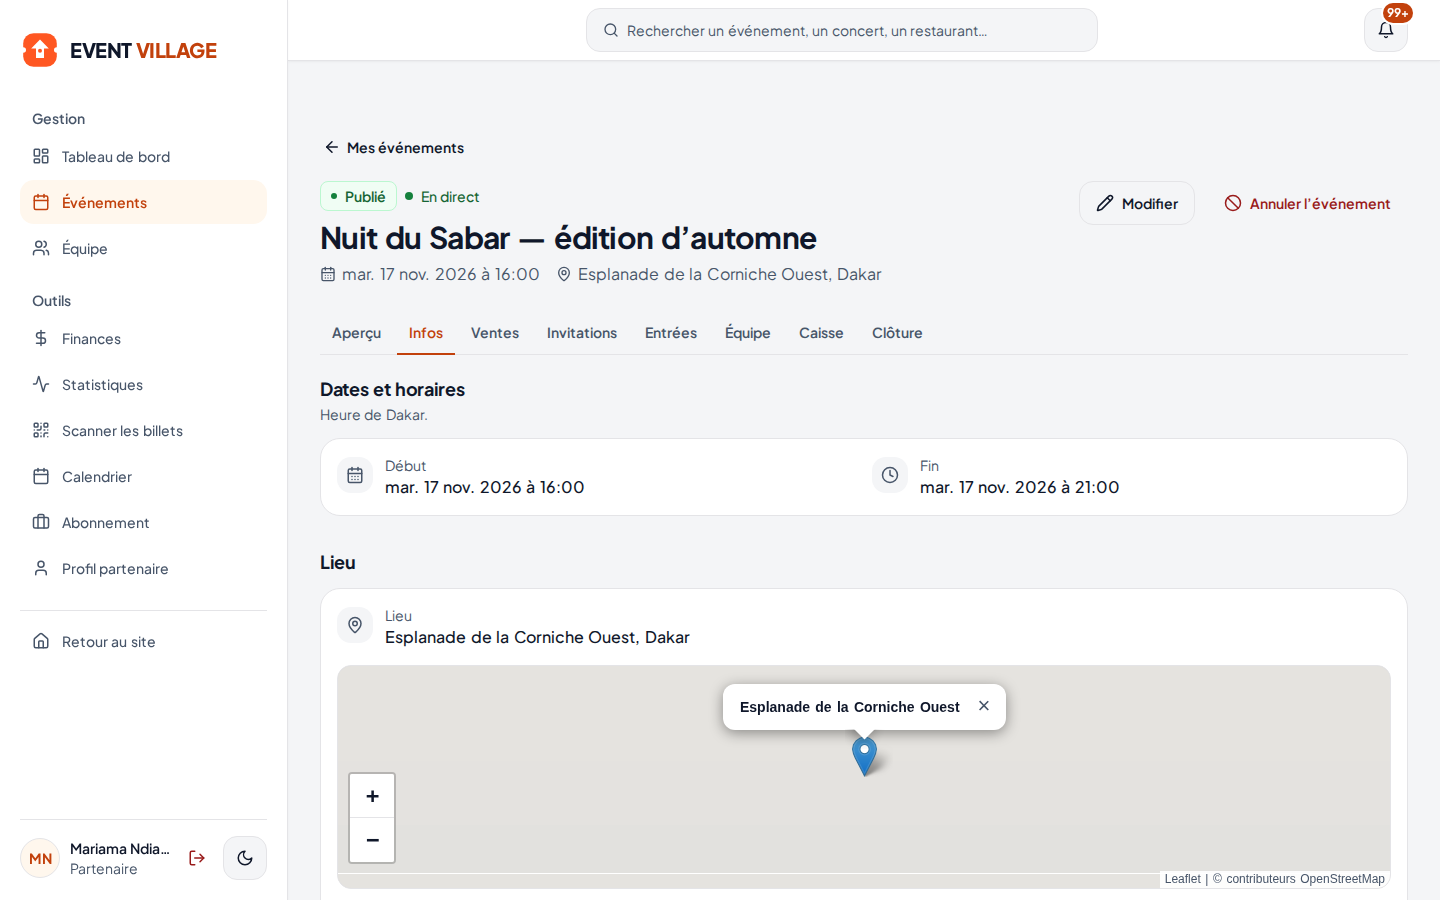 EVENT VILLAGE
Rechercher un événement, un concert, un restaurant…
99+
Gestion
Tableau de bord
Événements
Équipe
Outils
Finances
Statistiques
Scanner les billets
Calendrier
Abonnement
Profil partenaire
Retour au site
MN
Mariama Ndia…
Partenaire
Mes événements
Publié
En direct
Modifier
Annuler l’événement
Nuit du Sabar — édition d’automne
mar. 17 nov. 2026 à 16:00 Esplanade de la Corniche Ouest, Dakar
Aperçu Infos Ventes Invitations Entrées Équipe Caisse Clôture
Dates et horaires
Heure de Dakar.
Début
mar. 17 nov. 2026 à 16:00
Fin
mar. 17 nov. 2026 à 21:00
Lieu
Lieu
Esplanade de la Corniche Ouest, Dakar
Esplanade de la Corniche Ouest ×
+
−
Leaflet | © contributeurs OpenStreetMap